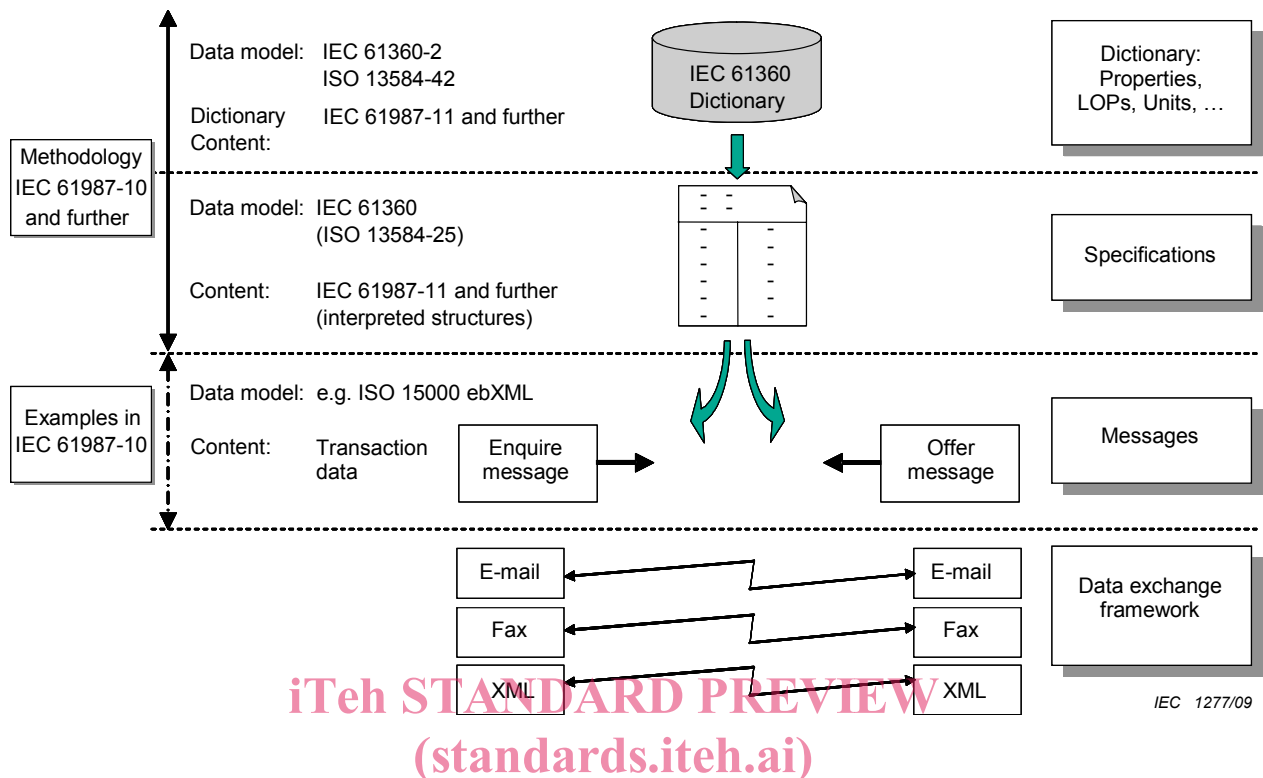 Data model: IEC 61360-2
ISO 13584-42
Dictionary Content: IEC 61987-11 and further
IEC 61360
Dictionary
Dictionary:
Properties,
LOPs, Units, …
Methodology
IEC 61987-10
and further
Data model: IEC 61360
(ISO 13584-25)
Content: IEC 61987-11 and further
(interpreted structures)
Specifications
Examples in
IEC 61987-10
Data model: e.g. ISO 15000 ebXML
Content: Transaction
data
Enquire
message
Offer
message
Messages
E-mail
E-mail
Fax
Fax
XML
XML
Data exchange
framework
iTeh STANDARD PREVIEW
(standards.iteh.ai)
IEC 1277/09